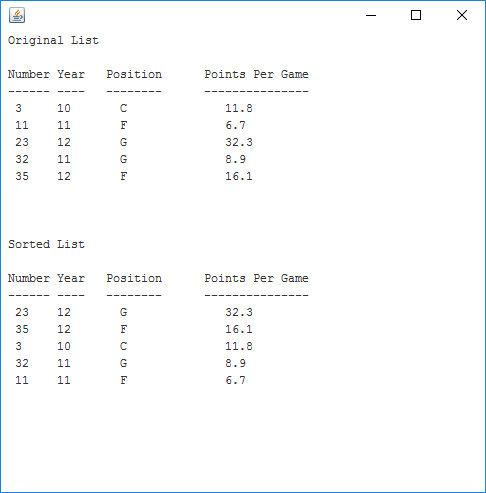 Original List
Number Year   Position      Points Per Game
------ ----   --------      ---------------
 3     10       C              11.8
 11    11       F              6.7
 23    12       G              32.3
 32    11       G              8.9
 35    12       F              16.1
Sorted List
Number Year   Position      Points Per Game
------ ----   --------      ---------------
 23    12       G              32.3
 35    12       F              16.1
 3     10       C              11.8
 32    11       G              8.9
 11    11       F              6.7